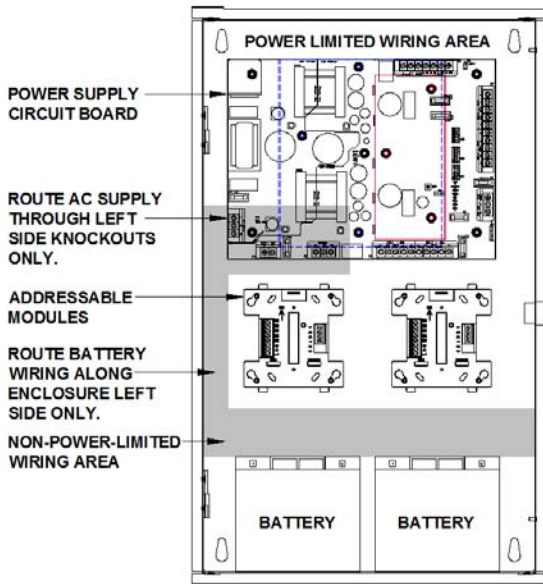 POWER LIMITED WIRING AREA
POWER SUPPLY
CIRCUIT BOARD
ROUTE AC SUPPLY
THROUGH LEFT
SIDE KNOCKOUTS
ONLY.
ADDRESSABLE
MODULES
ROUTE BATTERY
WIRING ALONG
ENCLOSURE LEFT
SIDE ONLY.
NON-POWER-LIMITED
WIRING AREA
BATTERY
BATTERY